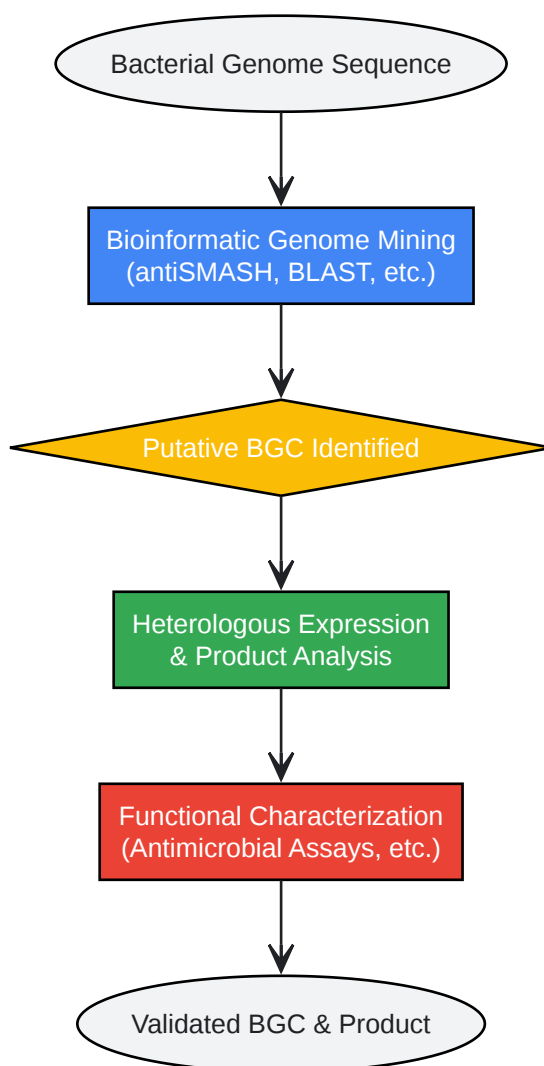 Bacterial Genome Sequence
Bioinformatic Genome Mining
(antiSMASH, BLAST, etc.)
Putative BGC Identified
Heterologous Expression
& Product Analysis
Functional Characterization
(Antimicrobial Assays, etc.)
Validated BGC & Product